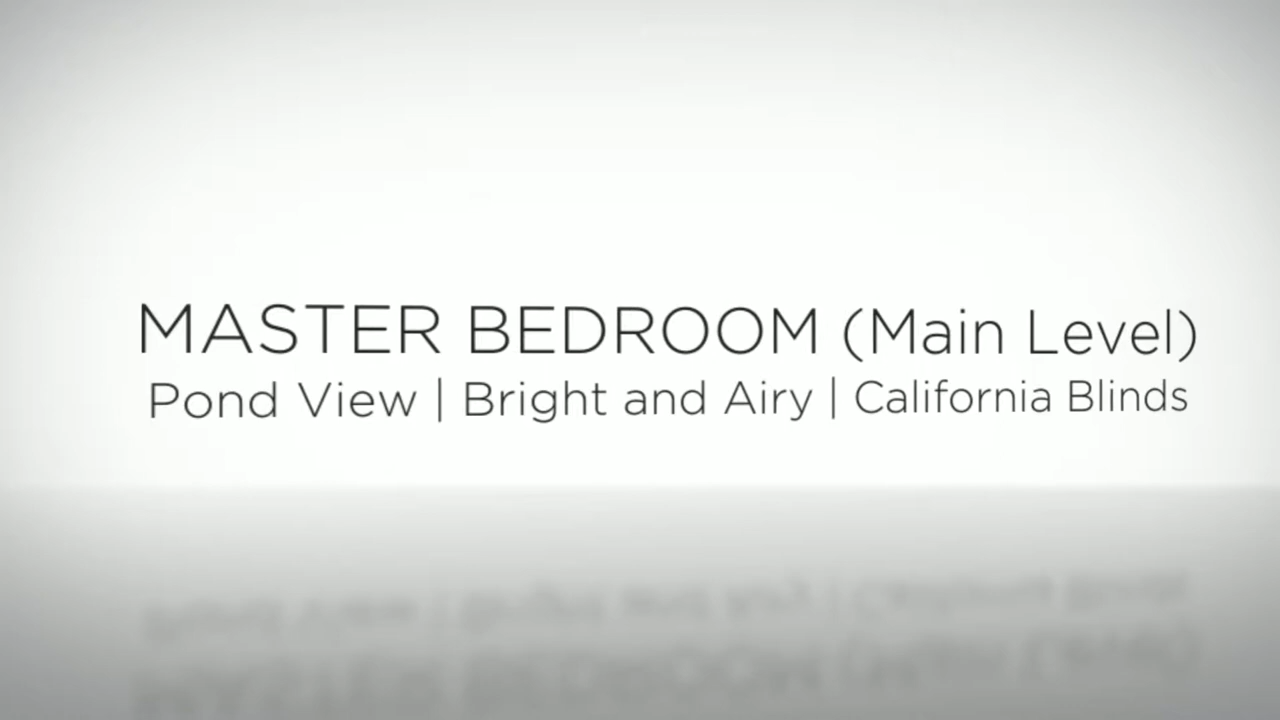 MASTER BEDROOM (Main Level)
Pond View | Bright and Airy | California Blinds